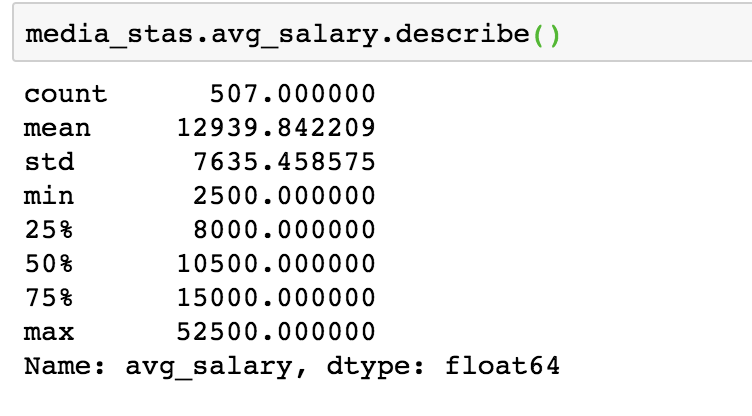 media_stas.avg_salary.describe()
count      507.000000
mean     12939.842209
std       7635.458575
min       2500.000000
25%       8000.000000
50%      10500.000000
75%      15000.000000
max      52500.000000
Name: avg_salary, dtype: float64